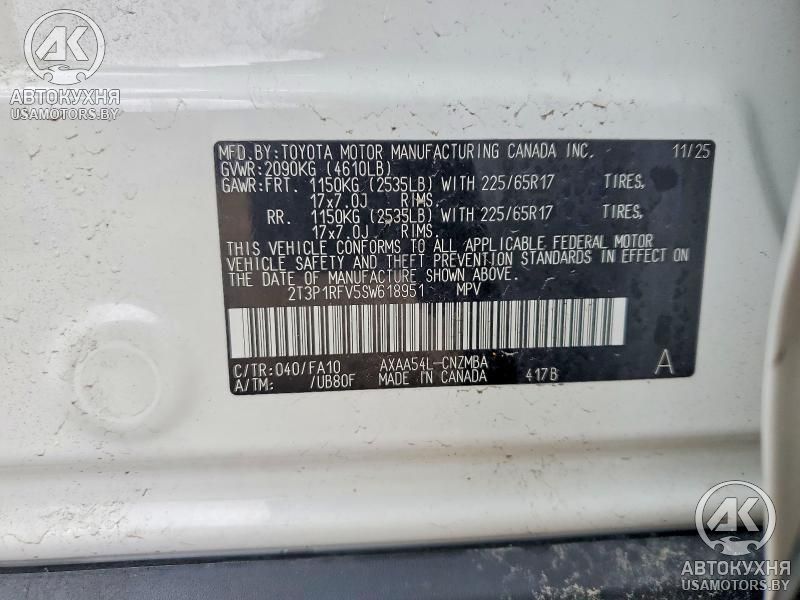 AK
АВТОКУХНЯ
USAMOTORS.BY
MFD.BY:TOYOTA MOTOR MANUFACTURING CANADA INC. 11/25
GVWR:2090KG (4610LB)
GAWR:FRT. 1150KG (2535LB) WITH 225/65R17 TIRES,
17x7.0J RIMS,
RR. 1150KG (2535LB) WITH 225/65R17 TIRES,
17x7.0J RIMS,
THIS VEHICLE CONFORMS TO ALL APPLICABLE FEDERAL MOTOR
VEHICLE SAFETY AND THEFT PREVENTION STANDARDS IN EFFECT ON
THE DATE OF MANUFACTURE SHOWN ABOVE.
2T3P1RFV5SW618951 MPV
C/TR:040/FA10 AXAA54L-CNZMBA
A/TM: /UB80F MADE IN CANADA 417B A
AK
АВТОКУХНЯ
USAMOTORS.BY